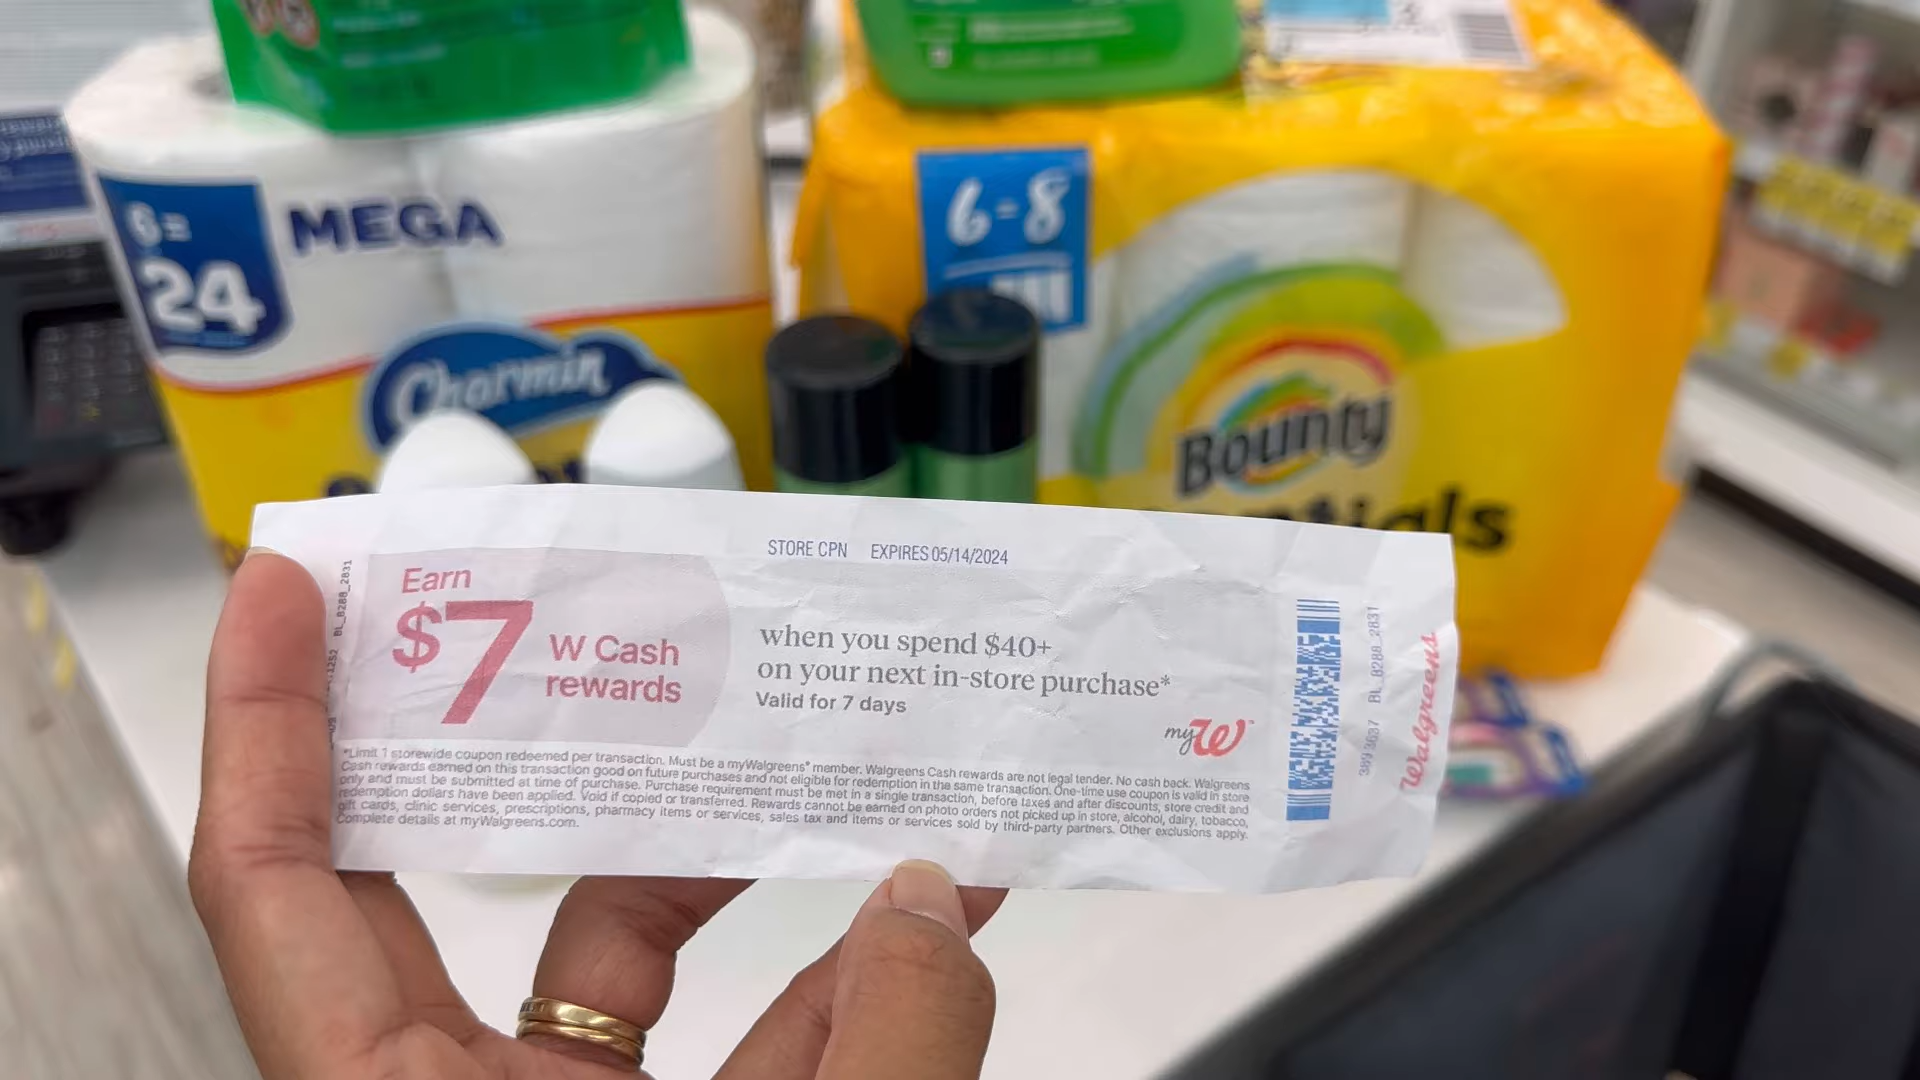 6=
24
MEGA
Charmin
6-8
Bounty
STORE CPN EXPIRES 05/14/2024
Earn
$7
W Cash
rewards
when you spend $40+
on your next in-store purchase*
Valid for 7 days
myW
*Limit 1 storewide coupon redeemed per transaction. Must be a myWalgreens® member. Walgreens Cash rewards are not legal tender. No cash back. Walgreens
Cash rewards earned on this transaction good on future purchases and not eligible for redemption in the same transaction. One-time use coupon is valid in store
only and must be submitted at time of purchase. Purchase requirement must be met in a single transaction, before taxes and after discounts, store credit and
redemption dollars have been applied. Void if copied or transferred. Rewards cannot be earned on photo orders not picked up in store, alcohol, dairy, tobacco,
gift cards, clinic services, prescriptions, pharmacy items or services, sales tax and items or services sold by third-party partners. Other exclusions apply.
Complete details at myWalgreens.com.
BL_8288_2831
BL_8288_2831
Walgreens